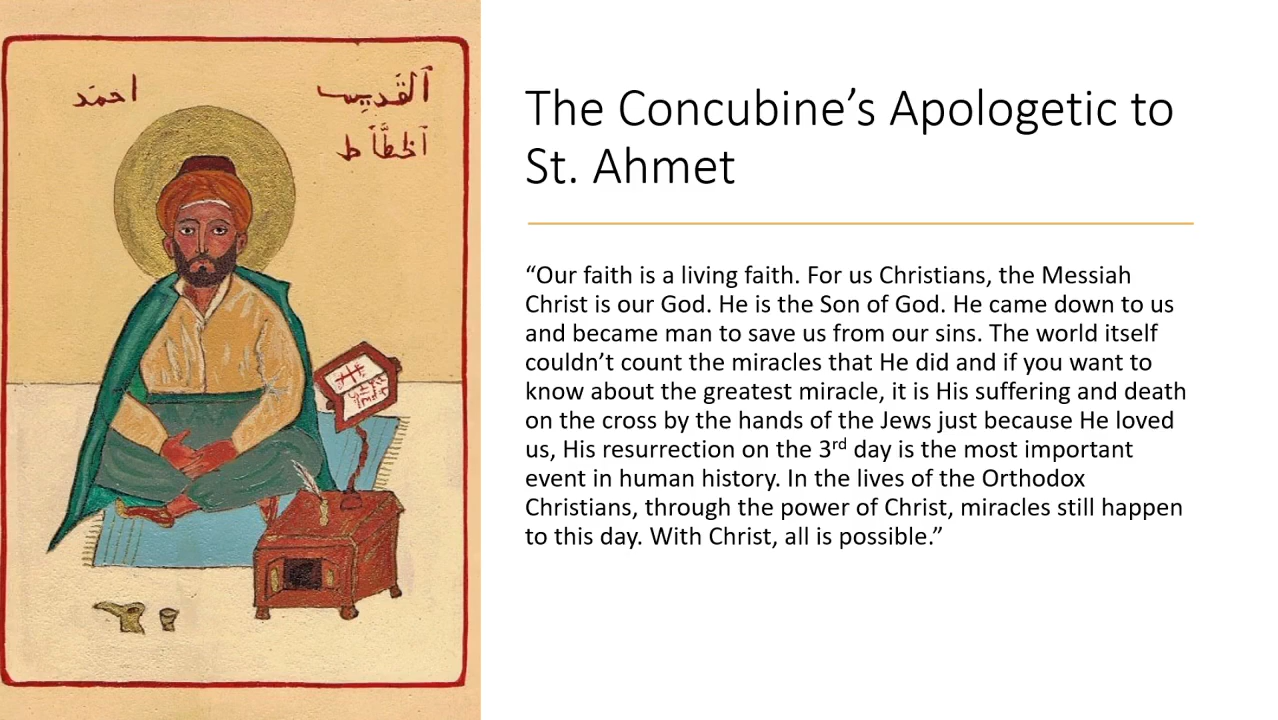 القَديس احمَد
الخطَّاط
The Concubine’s Apologetic to
St. Ahmet
“Our faith is a living faith. For us Christians, the Messiah
Christ is our God. He is the Son of God. He came down to us
and became man to save us from our sins. The world itself
couldn’t count the miracles that He did and if you want to
know about the greatest miracle, it is His suffering and death
on the cross by the hands of the Jews just because He loved
us, His resurrection on the 3rd day is the most important
event in human history. In the lives of the Orthodox
Christians, through the power of Christ, miracles still happen
to this day. With Christ, all is possible.”